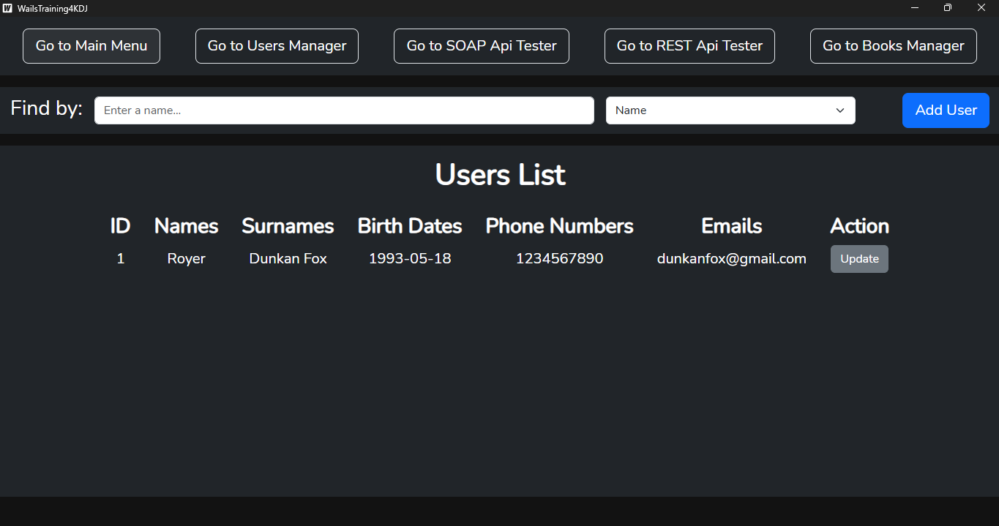 W WailsTraining4KDJ
Go to Main Menu Go to Users Manager Go to SOAP Api Tester Go to REST Api Tester Go to Books Manager
Find by: Enter a name... Name Add User
Users List
ID Names Surnames Birth Dates Phone Numbers Emails Action
1 Royer Dunkan Fox 1993-05-18 1234567890 dunkanfox@gmail.com Update